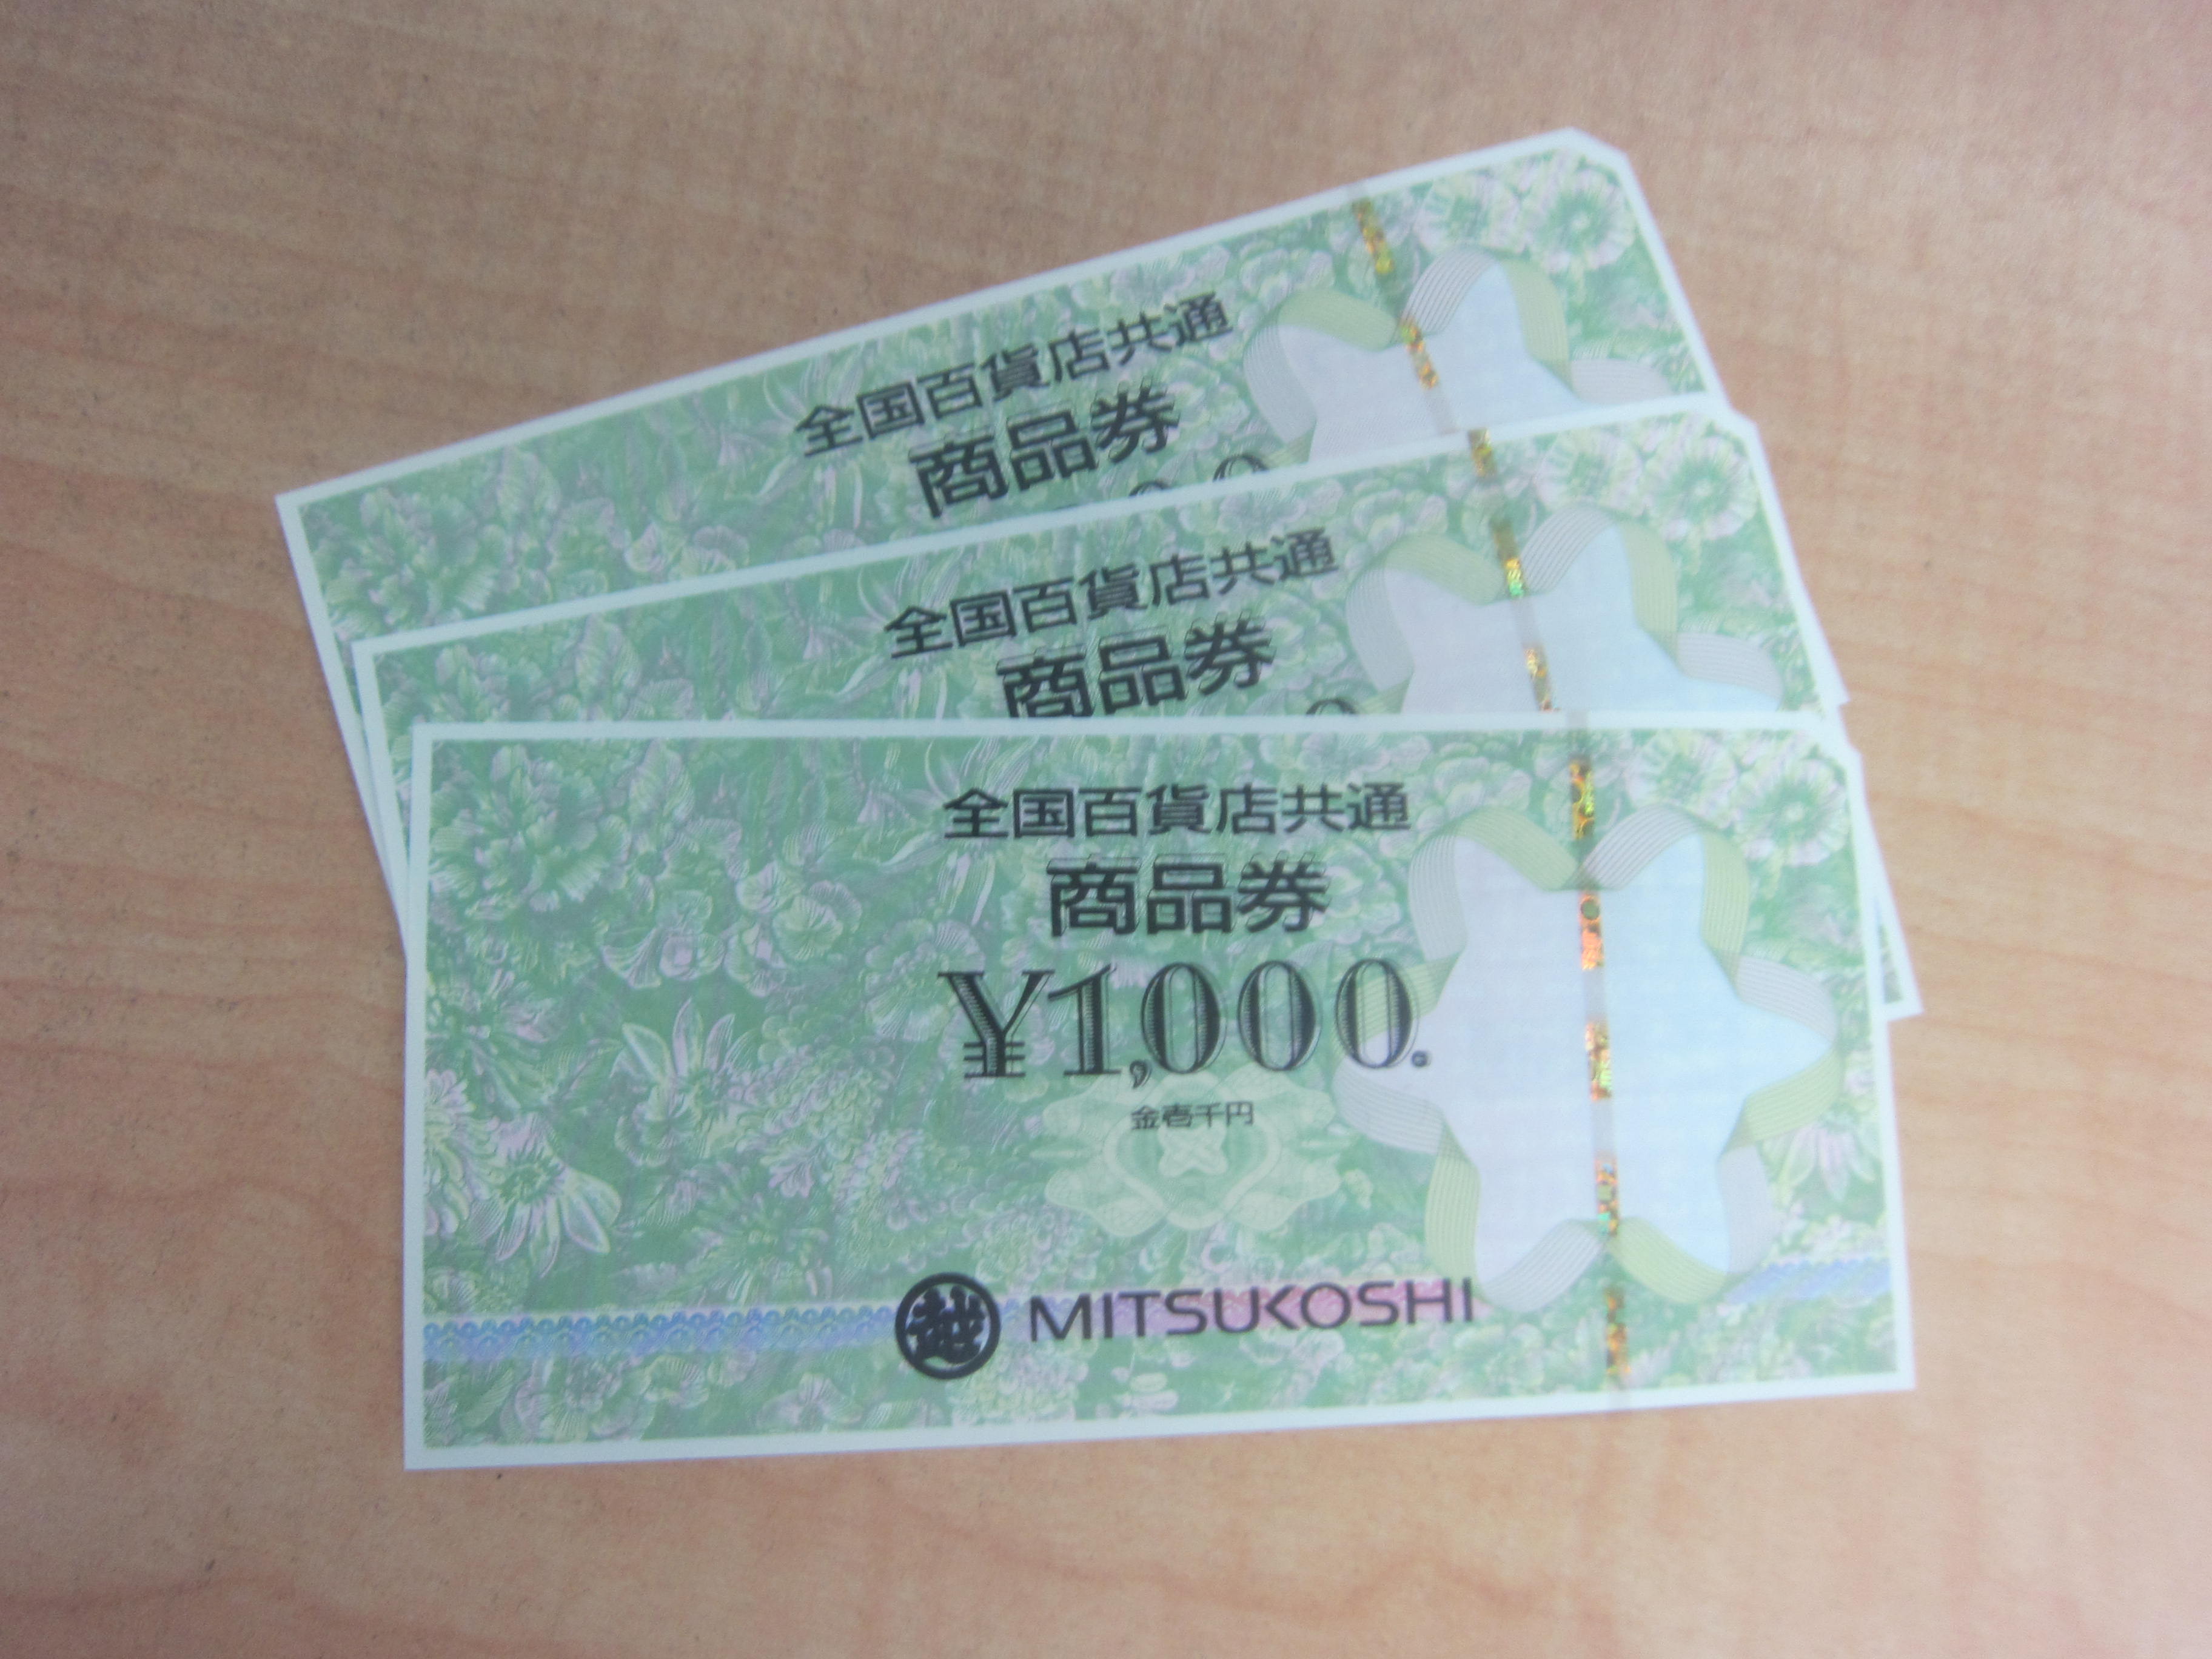 全国百貨店共通
商品券
全国百貨店共通
商品券
全国百貨店共通
商品券
¥1,000.
金壱千円
越 MITSUKOSHI